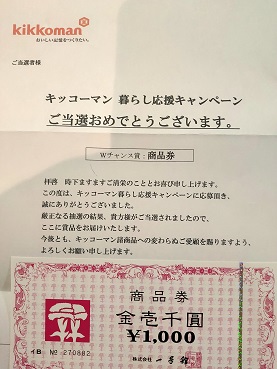 kikkoman
おいしい記憶をつくりたい。
ご当選者様
キッコーマン 暮らし応援キャンペーン
ご当選おめでとうございます。
Wチャンス賞：商品券
拝啓 時下ますますご清栄のこととお喜び申し上げます。
この度は、キッコーマン暮らし応援キャンペーンに応募頂き、
誠にありがとうございました。
厳正なる抽選の結果、貴方様がご当選されましたので、
ここに賞品をお届けいたします。
今後とも、キッコーマン諸商品への変わらぬご愛顧を賜りますよう、
よろしくお願い申し上げます。
商品券
金壱千圓
¥1,000
イB № 270882
株式会社